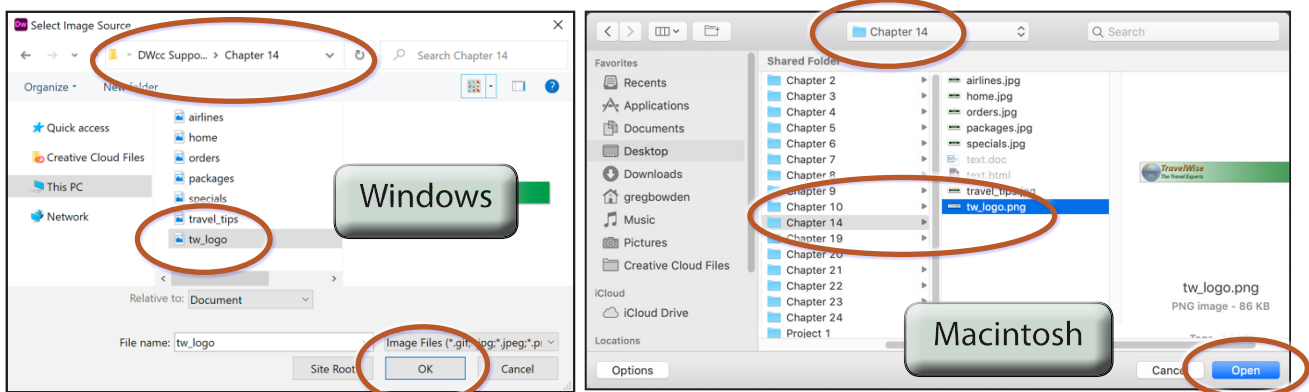 Dw Select Image Source
« DWcc Suppo... > Chapter 14
Search Chapter 14
Organize
New folder
Quick access
Creative Cloud Files
This PC
Network
airlines
home
orders
packages
specials
travel_tips
tw_logo
Windows
Relative to: Document
File name: tw_logo
Image Files (*.gif;*.jpg;*.jpeg;*.p
Site Root
OK
Cancel
Chapter 14
Search
Favorites
Recents
Applications
Documents
Desktop
Downloads
gregbowden
Music
Pictures
Creative Cloud Files
iCloud
iCloud Drive
Locations
Shared Folder
Chapter 2
Chapter 3
Chapter 4
Chapter 5
Chapter 6
Chapter 7
Chapter 8
Chapter 9
Chapter 10
Chapter 14
Chapter 19
Chapter 20
Chapter 21
Chapter 22
Chapter 23
Chapter 24
Project 1
airlines.jpg
home.jpg
orders.jpg
packages.jpg
specials.jpg
text.doc
text.html
travel_tips.jpg
tw_logo.png
TravelWise
The Travel Experts
tw_logo.png
PNG image - 86 KB
Macintosh
Options
Cancel
Open